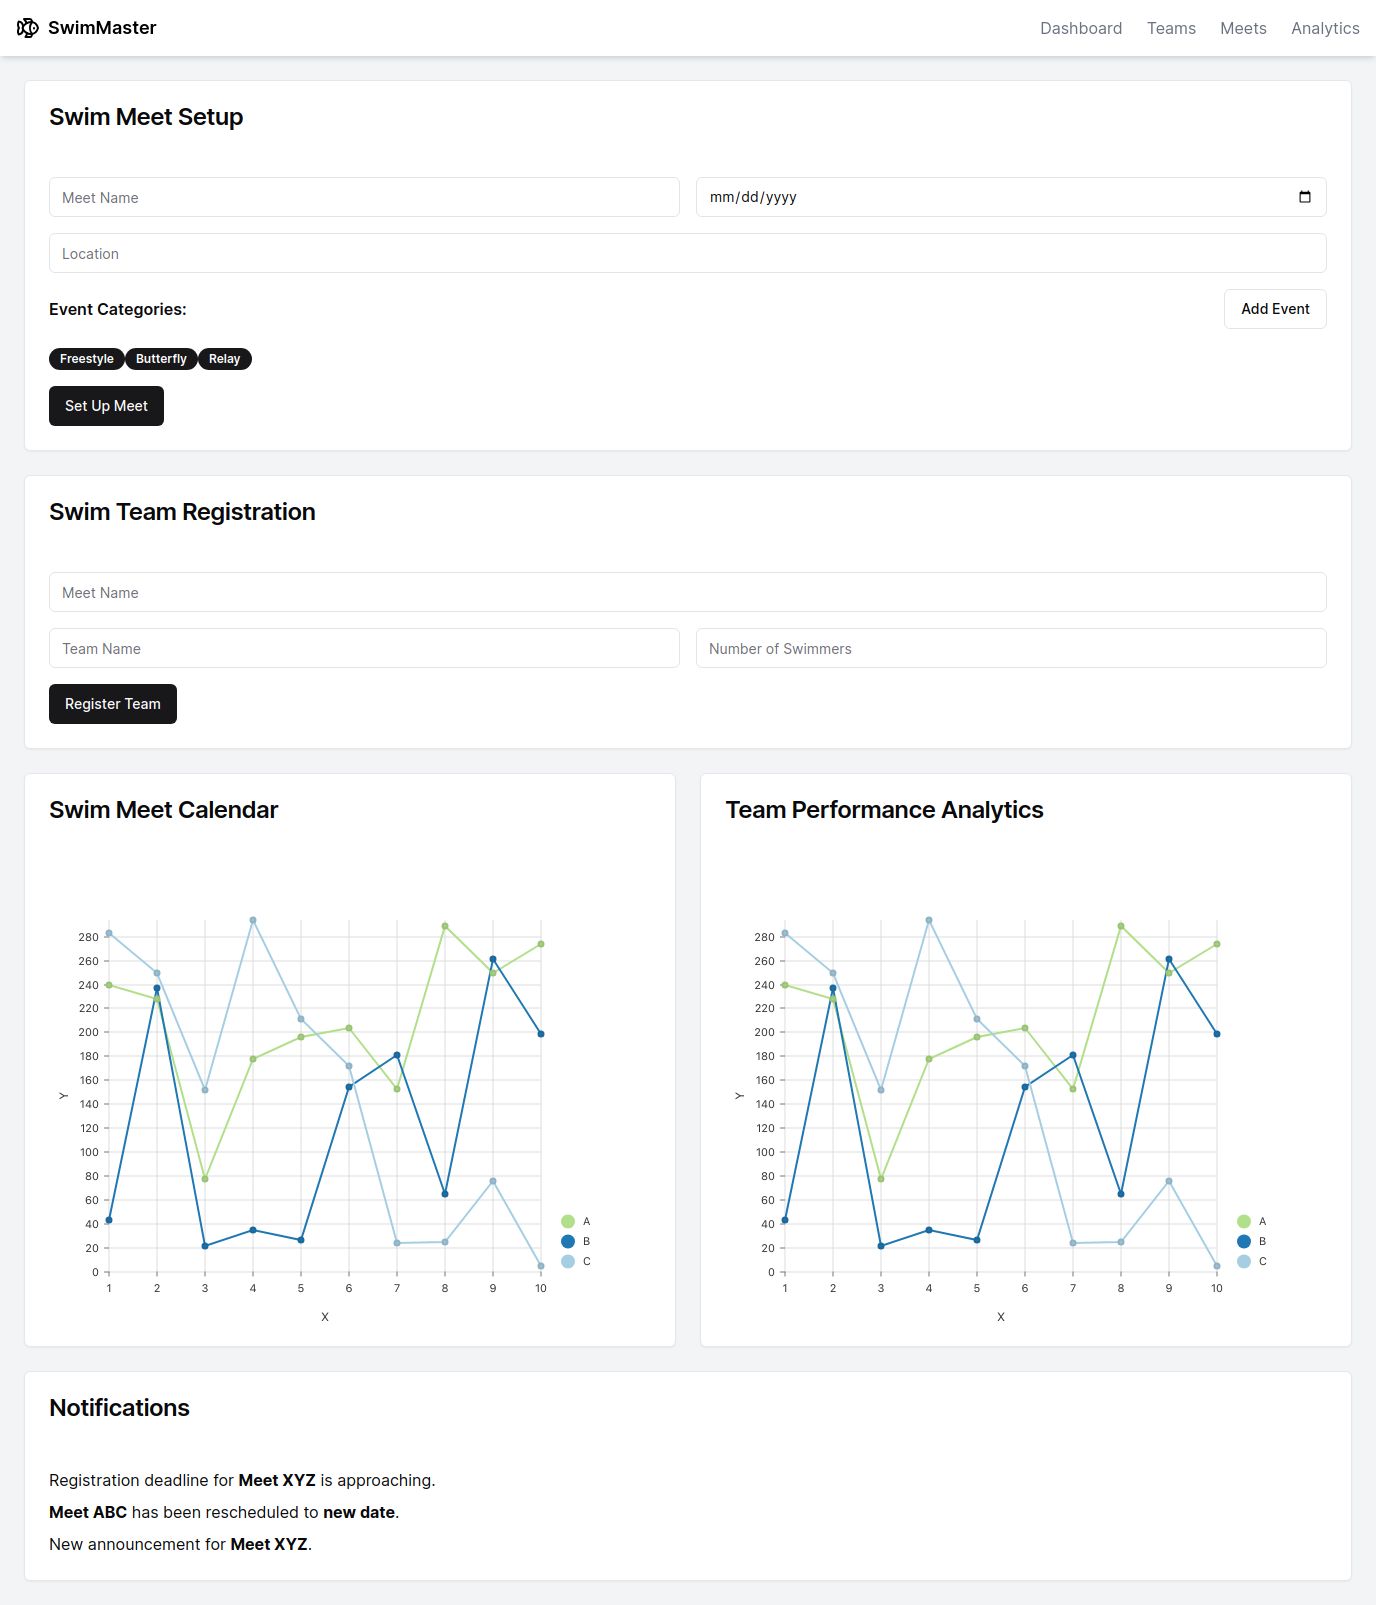 SwimMaster
Dashboard Teams Meets Analytics
Swim Meet Setup
Meet Name
mm/dd/yyyy
Location
Event Categories:
Add Event
Freestyle Butterfly Relay
Set Up Meet
Swim Team Registration
Meet Name
Team Name
Number of Swimmers
Register Team
Swim Meet Calendar
280
260
240
220
200
180
160
140
120
100
80
60
40
20
0
Y
1 2 3 4 5 6 7 8 9 10
X
A
B
C
Team Performance Analytics
280
260
240
220
200
180
160
140
120
100
80
60
40
20
0
Y
1 2 3 4 5 6 7 8 9 10
X
A
B
C
Notifications
Registration deadline for Meet XYZ is approaching.
Meet ABC has been rescheduled to new date.
New announcement for Meet XYZ.